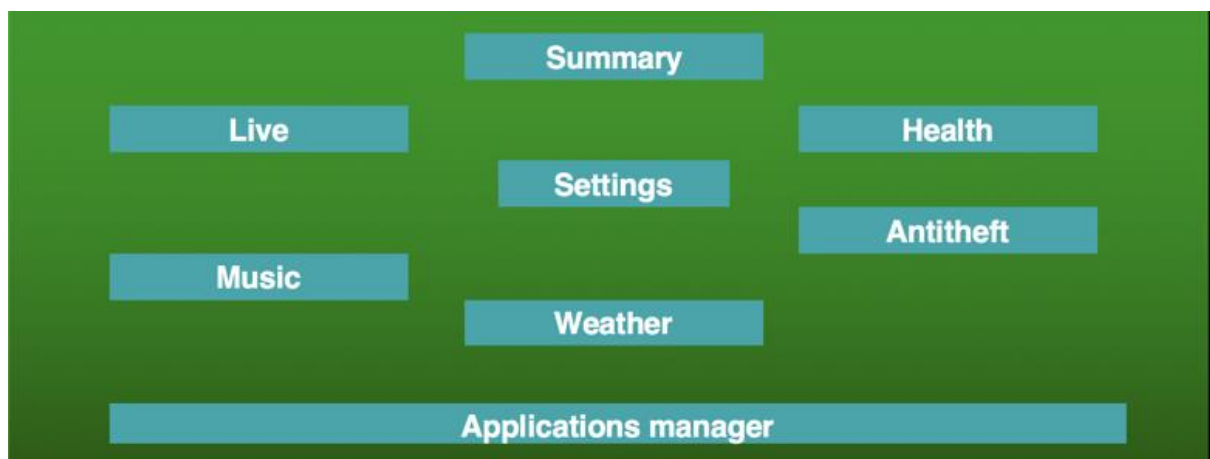 Summary
Live
Health
Settings
Antitheft
Music
Weather
Applications manager